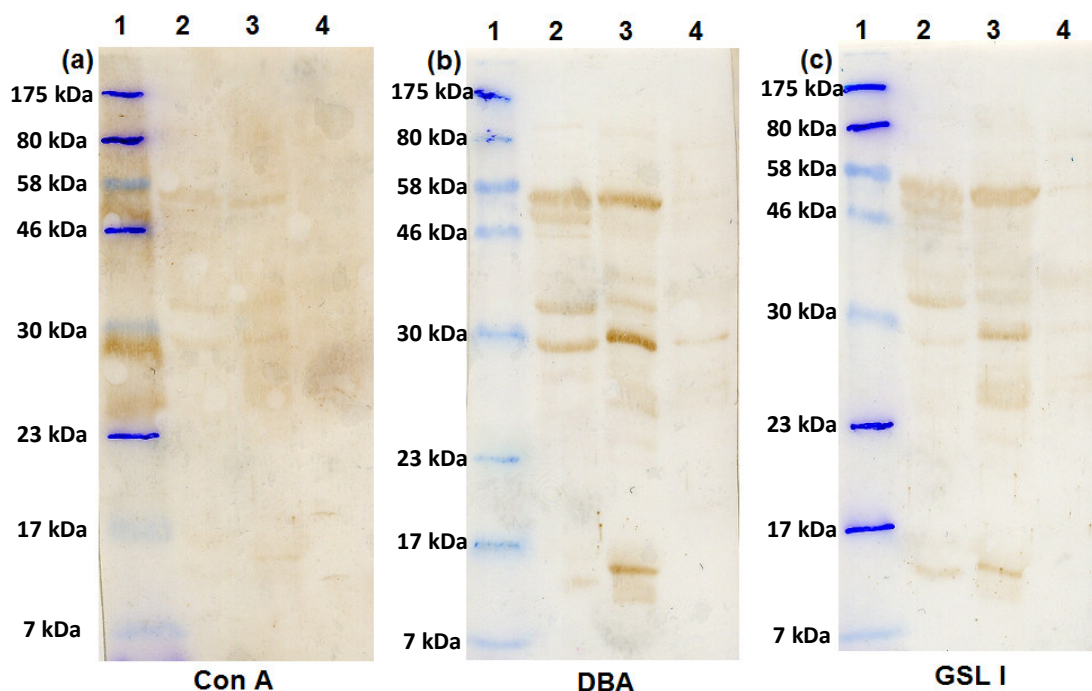 1 2 3 4
(a)
175 kDa
80 kDa
58 kDa
46 kDa
30 kDa
23 kDa
17 kDa
7 kDa
Con A
1 2 3 4
(b)
175 kDa
80 kDa
58 kDa
46 kDa
30 kDa
23 kDa
17 kDa
7 kDa
DBA
1 2 3 4
(c)
175 kDa
80 kDa
58 kDa
46 kDa
30 kDa
23 kDa
17 kDa
7 kDa
GSL I